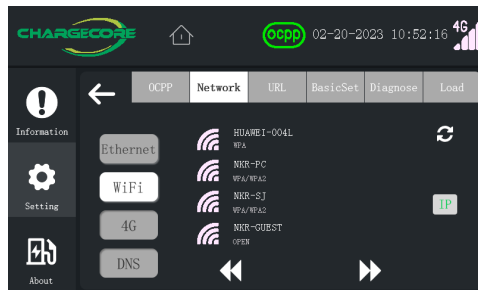 CHARGECORE
ocpp 02-20-2023 10:52:16 4G
OCPP Network URL BasicSet Diagnose Load
Information
Setting
About
Ethernet
WiFi
4G
DNS
HUAWEI-004L
WPA
NKR-PC
WPA/WPA2
NKR-SJ
WPA/WPA2
NKR-GUEST
OPEN
IP